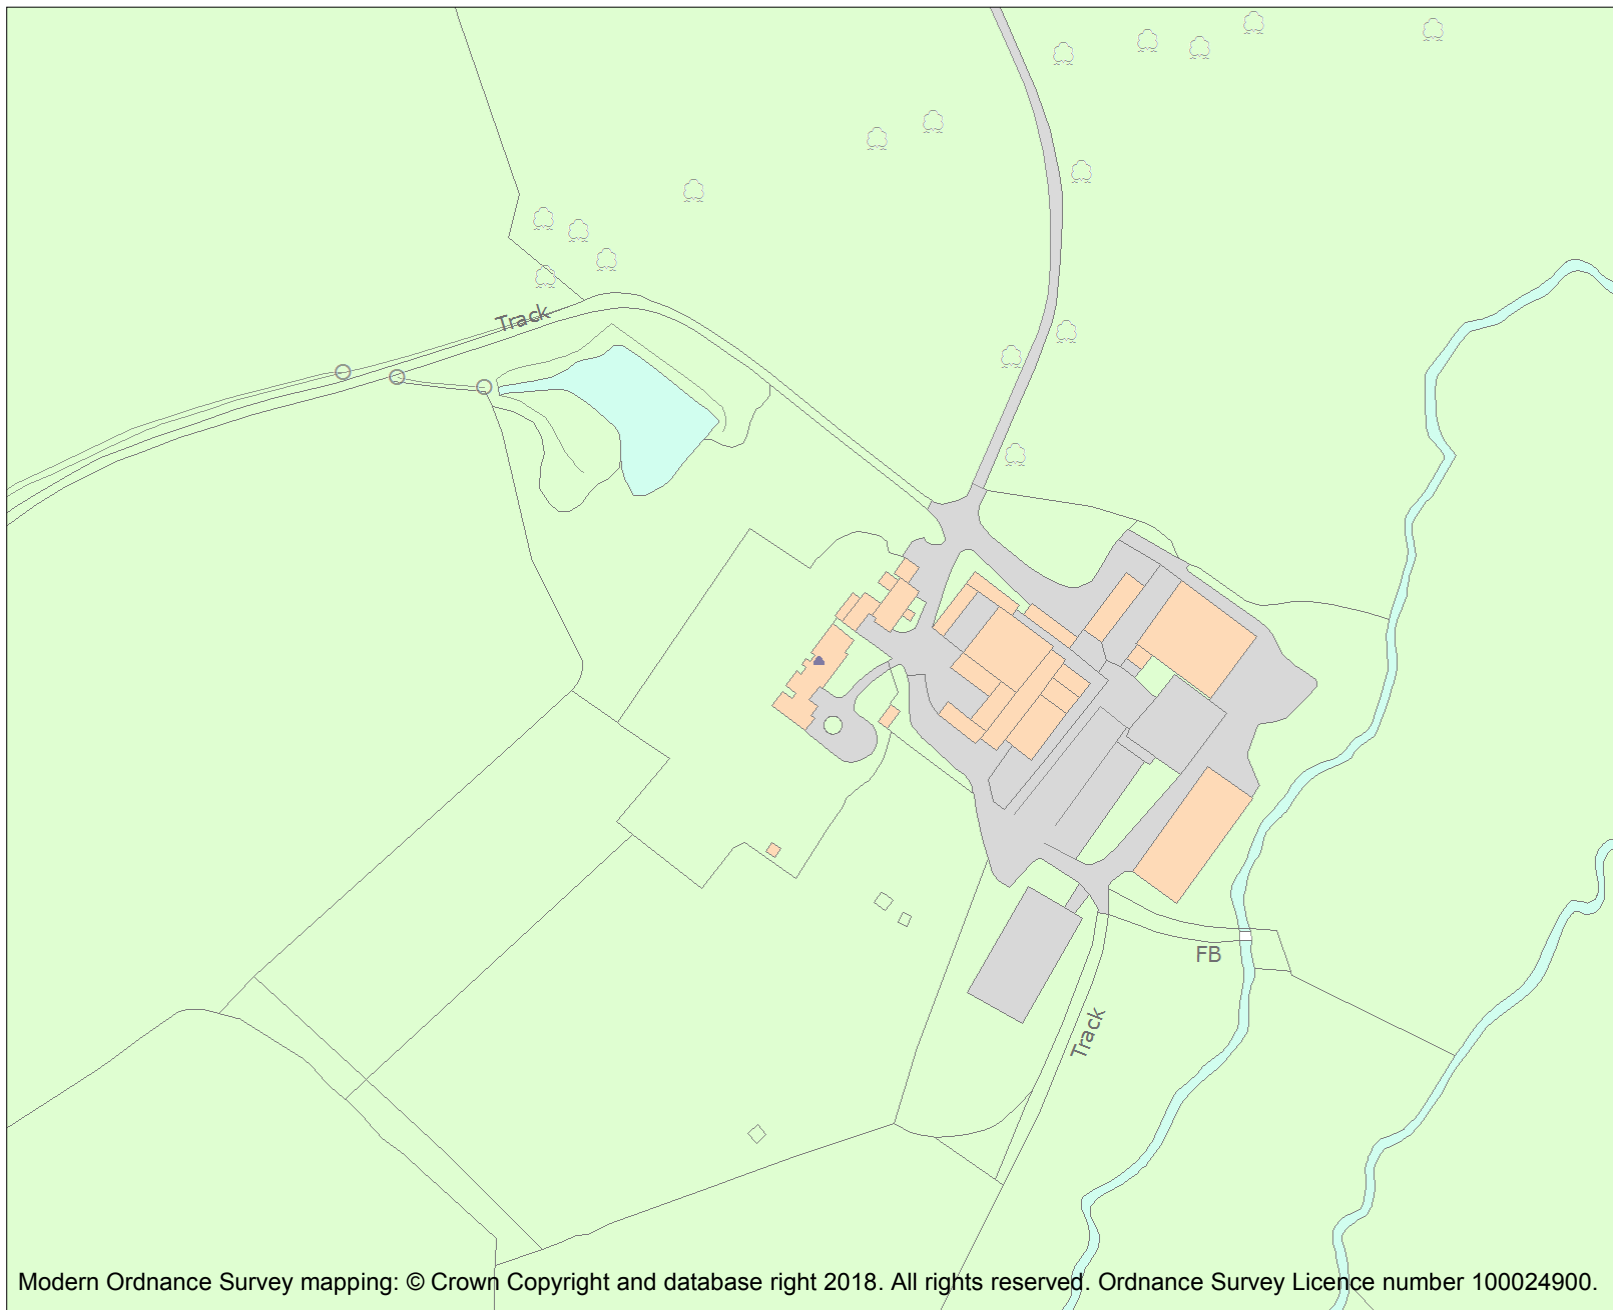 Track
FB
Track
Modern Ordnance Survey mapping: © Crown Copyright and database right 2018. All rights reserved. Ordnance Survey Licence number 100024900.